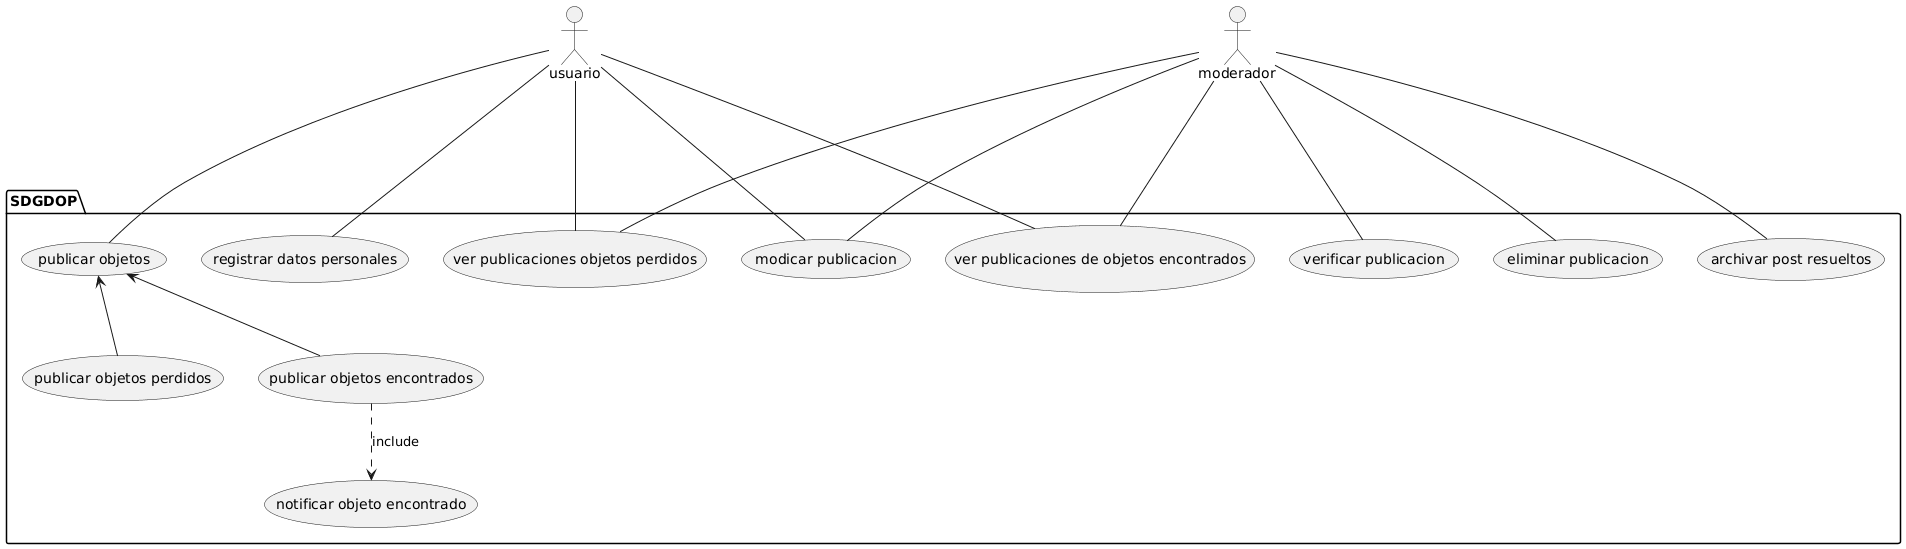 usuario
moderador
SDGDOP
publicar objetos
registrar datos personales
ver publicaciones objetos perdidos
modicar publicacion
ver publicaciones de objetos encontrados
verificar publicacion
eliminar publicacion
archivar post resueltos
publicar objetos perdidos
publicar objetos encontrados
include
notificar objeto encontrado